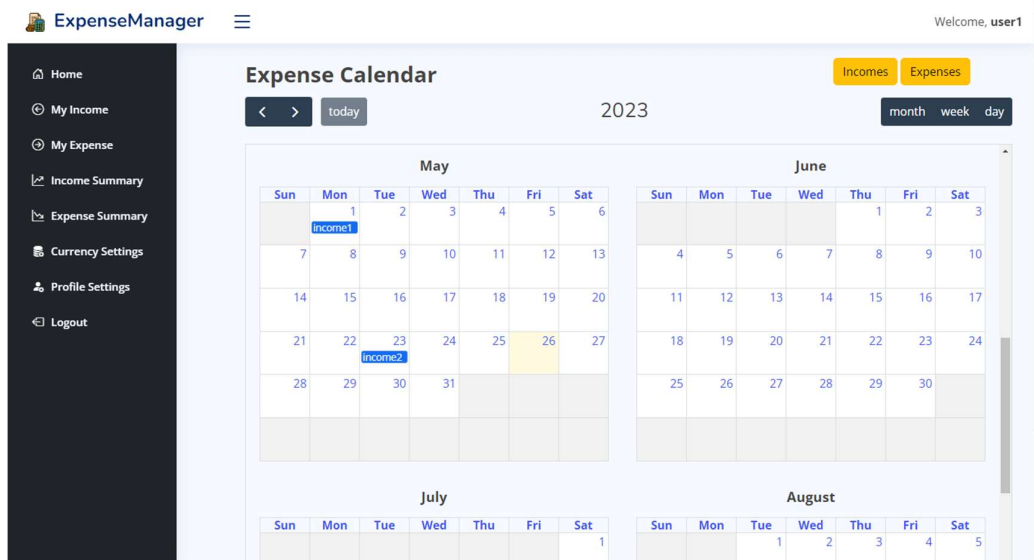 ExpenseManager
Welcome, user1
Home
My Income
My Expense
Income Summary
Expense Summary
Currency Settings
Profile Settings
Logout
Expense Calendar
Incomes Expenses
today
2023
month week day
May
Sun Mon Tue Wed Thu Fri Sat
1 2 3 4 5 6
income1
7 8 9 10 11 12 13
14 15 16 17 18 19 20
21 22 23 24 25 26 27
income2
28 29 30 31
June
Sun Mon Tue Wed Thu Fri Sat
1 2 3
4 5 6 7 8 9 10
11 12 13 14 15 16 17
18 19 20 21 22 23 24
25 26 27 28 29 30
July
Sun Mon Tue Wed Thu Fri Sat
1
August
Sun Mon Tue Wed Thu Fri Sat
1 2 3 4 5